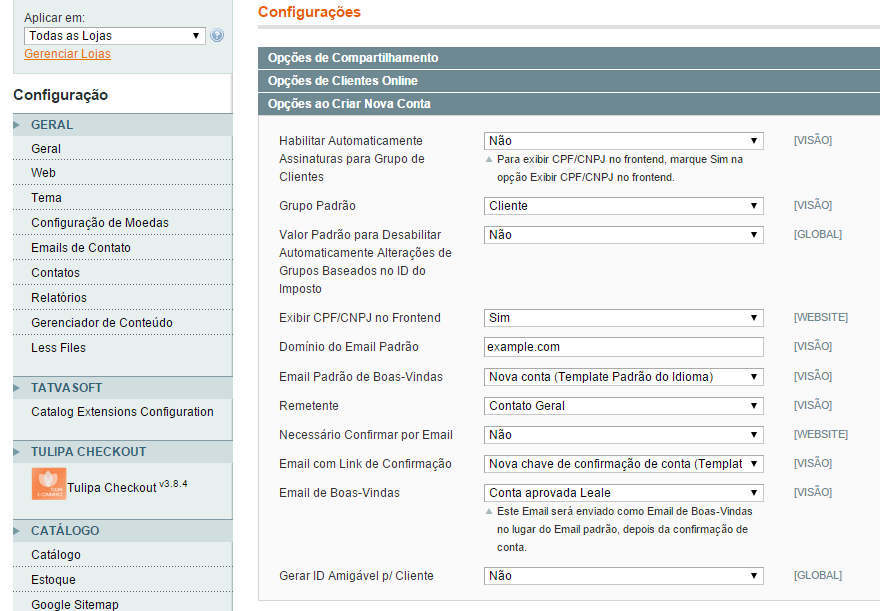 Aplicar em:
Todas as Lojas
Gerenciar Lojas
Configuração
GERAL
Geral
Web
Tema
Configuração de Moedas
Emails de Contato
Contatos
Relatórios
Gerenciador de Conteúdo
Less Files
TATVASOFT
Catalog Extensions Configuration
TULIPA CHECKOUT
Tulipa Checkout v3.8.4
CATÁLOGO
Catálogo
Estoque
Google Sitemap
Configurações
Opções de Compartilhamento
Opções de Clientes Online
Opções ao Criar Nova Conta
Habilitar Automaticamente Não [VISÃO]
Assinaturas para Grupo de Para exibir CPF/CNPJ no frontend, marque Sim na
Clientes opção Exibir CPF/CNPJ no frontend.
Grupo Padrão Cliente [VISÃO]
Valor Padrão para Desabilitar Não [GLOBAL]
Automaticamente Alterações de
Grupos Baseados no ID do
Imposto
Exibir CPF/CNPJ no Frontend Sim [WEBSITE]
Domínio do Email Padrão example.com [VISÃO]
Email Padrão de Boas-Vindas Nova conta (Template Padrão do Idioma) [VISÃO]
Remetente Contato Geral [VISÃO]
Necessário Confirmar por Email Não [WEBSITE]
Email com Link de Confirmação Nova chave de confirmação de conta (Templat [VISÃO]
Email de Boas-Vindas Conta aprovada Leale [VISÃO]
Este Email será enviado como Email de Boas-Vindas
no lugar do Email padrão, depois da confirmação de
conta.
Gerar ID Amigável p/ Cliente Não [GLOBAL]